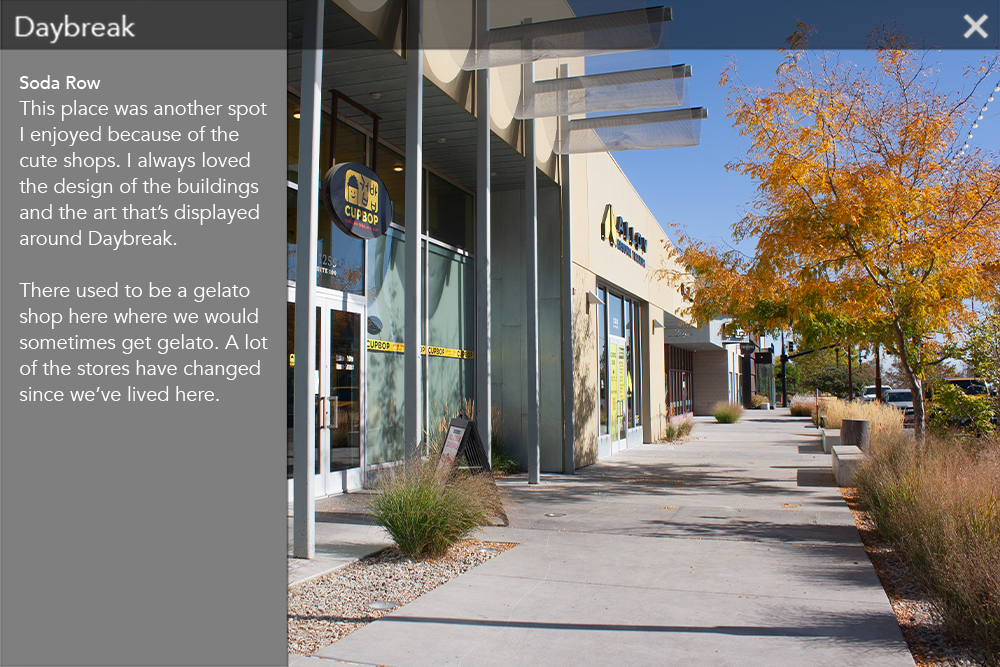 Daybreak
Soda Row
This place was another spot
I enjoyed because of the
cute shops. I always loved
the design of the buildings
and the art that’s displayed
around Daybreak.
There used to be a gelato
shop here where we would
sometimes get gelato. A lot
of the stores have changed
since we’ve lived here.
컵밥
CUPBOP
CUPBOP
CUPBOP